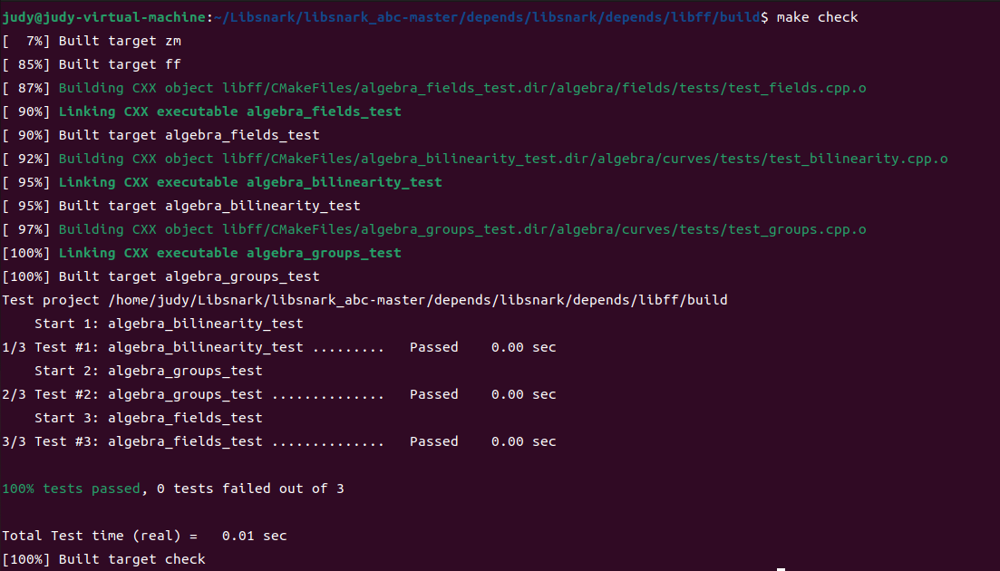 judy@judy-virtual-machine:~/Libsnark/libsnark_abc-master/depends/libsnark/depends/libff/build$ make check
[  7%] Built target zm
[ 85%] Built target ff
[ 87%] Building CXX object libff/CMakeFiles/algebra_fields_test.dir/algebra/fields/tests/test_fields.cpp.o
[ 90%] Linking CXX executable algebra_fields_test
[ 90%] Built target algebra_fields_test
[ 92%] Building CXX object libff/CMakeFiles/algebra_bilinearity_test.dir/algebra/curves/tests/test_bilinearity.cpp.o
[ 95%] Linking CXX executable algebra_bilinearity_test
[ 95%] Built target algebra_bilinearity_test
[ 97%] Building CXX object libff/CMakeFiles/algebra_groups_test.dir/algebra/curves/tests/test_groups.cpp.o
[100%] Linking CXX executable algebra_groups_test
[100%] Built target algebra_groups_test
Test project /home/judy/Libsnark/libsnark_abc-master/depends/libsnark/depends/libff/build
    Start 1: algebra_bilinearity_test
1/3 Test #1: algebra_bilinearity_test .........   Passed    0.00 sec
    Start 2: algebra_groups_test
2/3 Test #2: algebra_groups_test ..............   Passed    0.00 sec
    Start 3: algebra_fields_test
3/3 Test #3: algebra_fields_test ..............   Passed    0.00 sec
100% tests passed, 0 tests failed out of 3
Total Test time (real) =   0.01 sec
[100%] Built target check